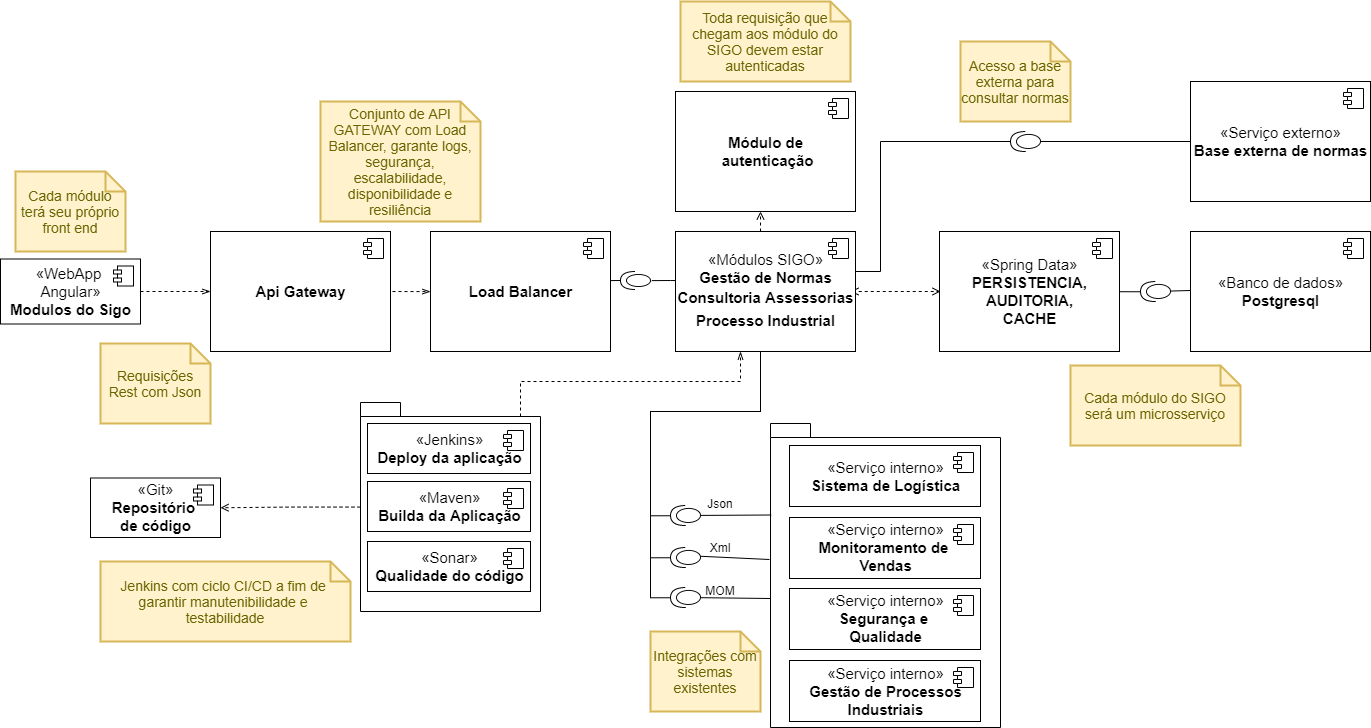 Toda requisição que
chegam aos módulo do
SIGO devem estar
autenticadas
Acesso a base
externa para
consultar normas
Conjunto de API
GATEWAY com Load
Balancer, garante logs,
segurança,
escalabilidade,
disponibilidade e
resiliência
Módulo de
autenticação
«Serviço externo»
Base externa de normas
Cada módulo
terá seu próprio
front end
«WebApp
Angular»
Modulos do Sigo
Api Gateway
Load Balancer
«Módulos SIGO»
Gestão de Normas
Consultoria Assessorias
Processo Industrial
«Spring Data»
PERSISTENCIA,
AUDITORIA,
CACHE
«Banco de dados»
Postgresql
Requisições
Rest com Json
Cada módulo do SIGO
será um microsserviço
«Jenkins»
Deploy da aplicação
«Maven»
Builda da Aplicação
«Sonar»
Qualidade do código
«Git»
Repositório
de código
Jenkins com ciclo CI/CD a fim de
garantir manutenibilidade e
testabilidade
Json
Xml
MOM
«Serviço interno»
Sistema de Logística
«Serviço interno»
Monitoramento de
Vendas
«Serviço interno»
Segurança e
Qualidade
«Serviço interno»
Gestão de Processos
Industriais
Integrações com
sistemas
existentes